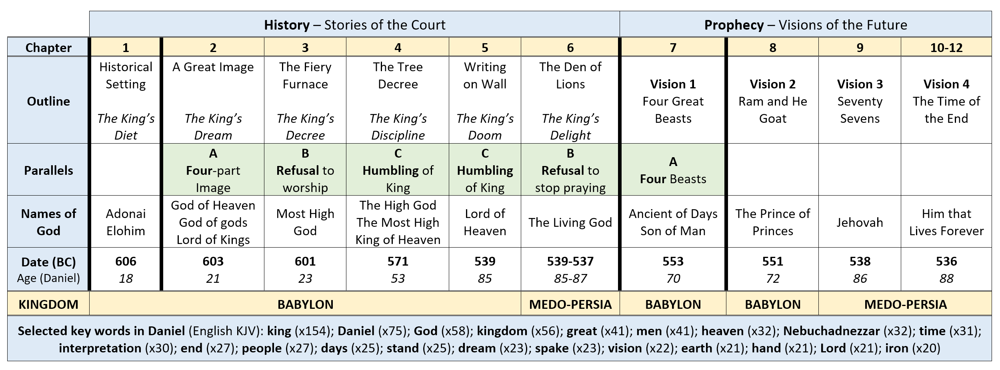 History – Stories of the Court
Prophecy – Visions of the Future
Chapter 1 2 3 4 5 6 7 8 9 10-12
Outline
Historical
Setting
The King’s
Diet
A Great Image
The King’s
Dream
The Fiery
Furnace
The King’s
Decree
The Tree
Decree
The King’s
Discipline
Writing
on Wall
The King’s
Doom
The Den of
Lions
The King’s
Delight
Vision 1
Four Great
Beasts
Vision 2
Ram and He
Goat
Vision 3
Seventy
Sevens
Vision 4
The Time of
the End
Parallels
A
Four-part
Image
B
Refusal to
worship
C
Humbling of
King
C
Humbling
of King
B
Refusal to
stop praying
A
Four Beasts
Names of
God
Adonai
Elohim
God of Heaven
God of gods
Lord of Kings
Most High
God
The High God
The Most High
King of Heaven
Lord of
Heaven
The Living God
Ancient of Days
Son of Man
The Prince of
Princes
Jehovah
Him that
Lives Forever
Date (BC) 606 603 601 571 539 539-537 553 551 538 536
Age (Daniel) 18 21 23 53 85 85-87 70 72 86 88
KINGDOM BABYLON MEDO-PERSIA BABYLON BABYLON MEDO-PERSIA
Selected key words in Daniel (English KJV): king (x154); Daniel (x75); God (x58); kingdom (x56); great (x41); men (x41); heaven (x32); Nebuchadnezzar (x32); time (x31);
interpretation (x30); end (x27); people (x27); days (x25); stand (x25); dream (x23); spake (x23); vision (x22); earth (x21); hand (x21); Lord (x21); iron (x20)